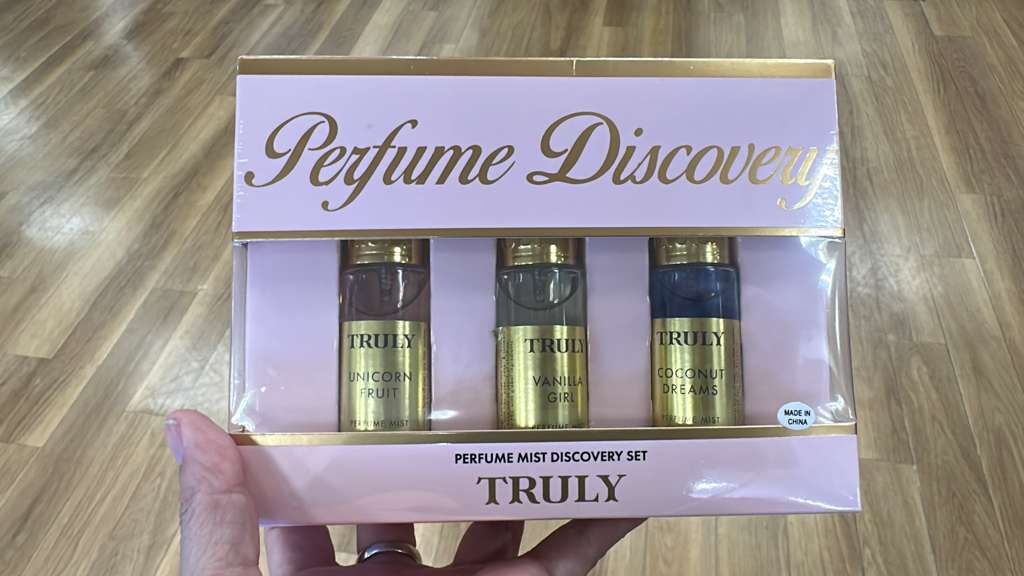 Perfume Discovery
TRULY
UNICORN
FRUIT
PERFUME MIST
TRULY
VANILLA
GIRL
PERFUME
TRULY
COCONUT
DREAMS
PERFUME MIST
MADE IN
CHINA
PERFUME MIST DISCOVERY SET
TRULY